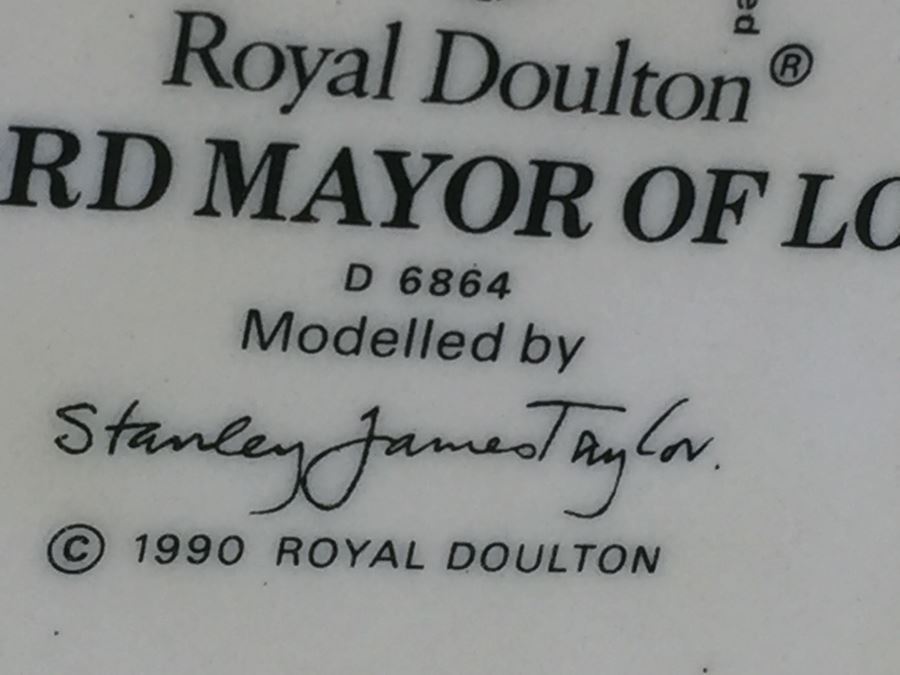 Royal Doulton®
RD MAYOR OF LO
D 6864
Modelled by
Stanley James Taylor.
© 1990 ROYAL DOULTON